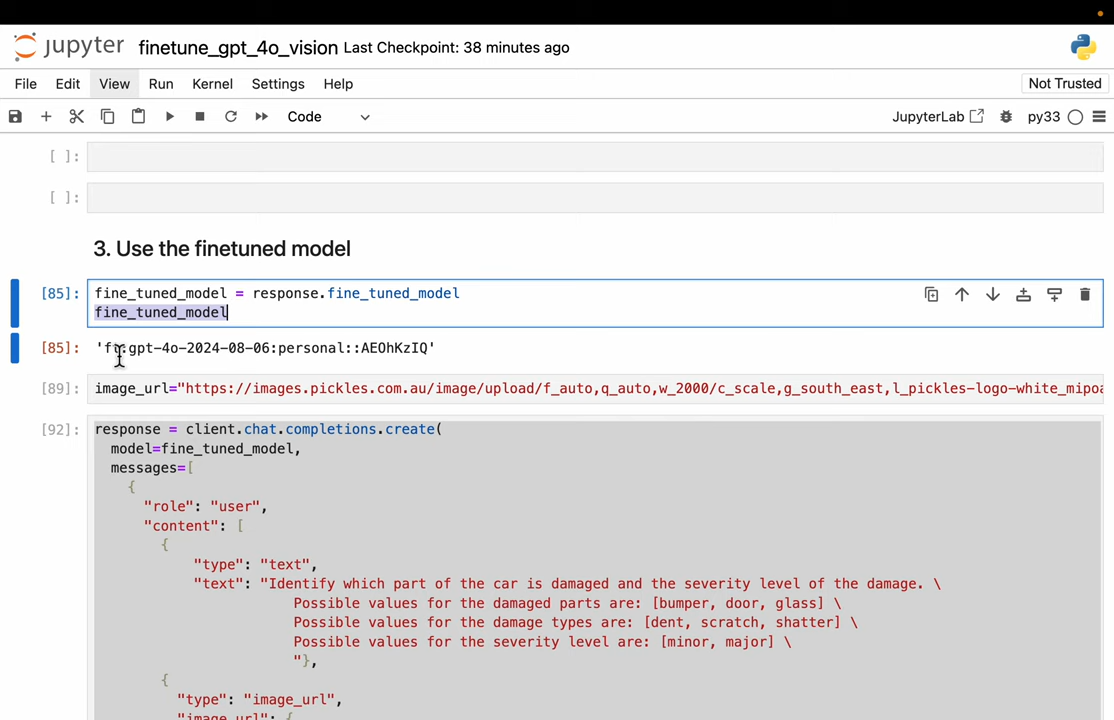 jupyter finetune_gpt_4o_vision Last Checkpoint: 38 minutes ago
File Edit View Run Kernel Settings Help Not Trusted
Code JupyterLab py33
[ ]:
[ ]:
3. Use the finetuned model
[85]: fine_tuned_model = response.fine_tuned_model
fine_tuned_model
[85]: 'ft:gpt-4o-2024-08-06:personal::AEOhKzIQ'
[89]: image_url="https://images.pickles.com.au/image/upload/f_auto,q_auto,w_2000/c_scale,g_south_east,l_pickles-logo-white_mipoa
[92]: response = client.chat.completions.create(
model=fine_tuned_model,
messages=[
{
"role": "user",
"content": [
{
"type": "text",
"text": "Identify which part of the car is damaged and the severity level of the damage. \
Possible values for the damaged parts are: [bumper, door, glass] \
Possible values for the damage types are: [dent, scratch, shatter] \
Possible values for the severity level are: [minor, major] \
"},
{
"type": "image_url",
"image_url": {